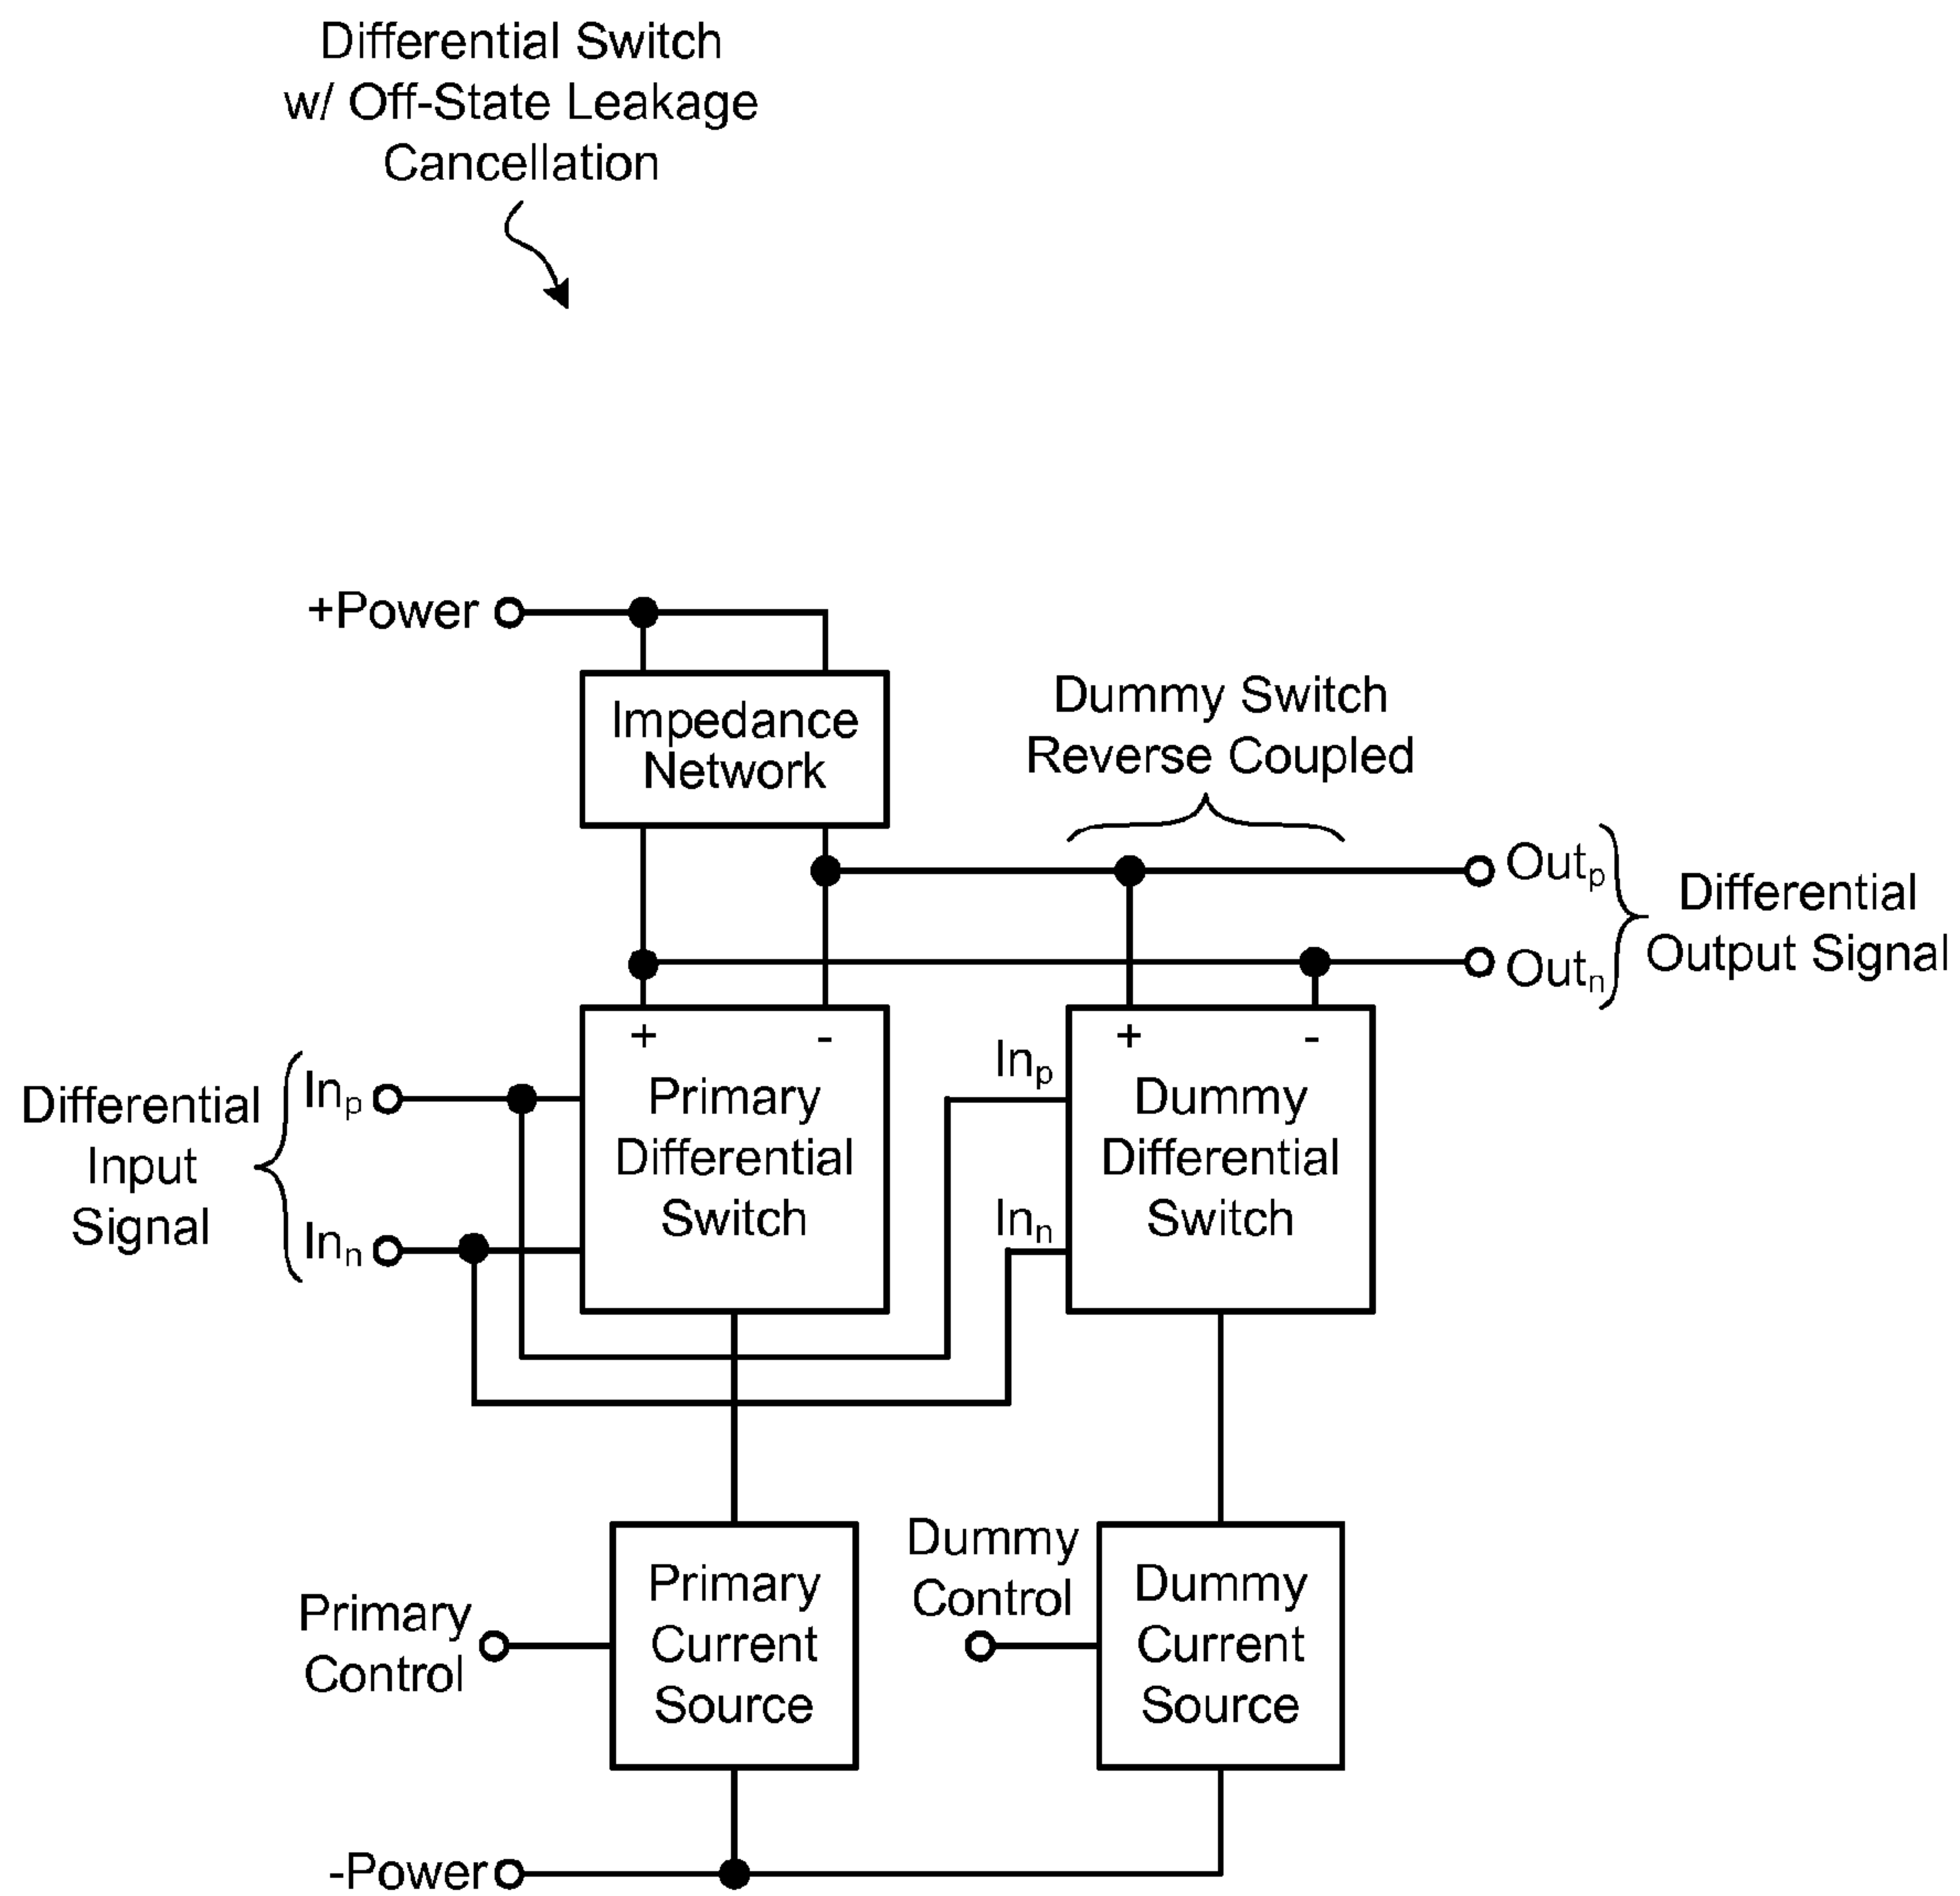 Differential Switch
w/ Off-State Leakage
Cancellation
+Power
Impedance
Network
Dummy Switch
Reverse Coupled
Outp
Outn
Differential
Output Signal
Differential
Input
Signal
Inp
Inn
+ -
Primary
Differential
Switch
Inp
Inn
+ -
Dummy
Differential
Switch
Primary
Control
Primary
Current
Source
Dummy
Control
Dummy
Current
Source
-Power